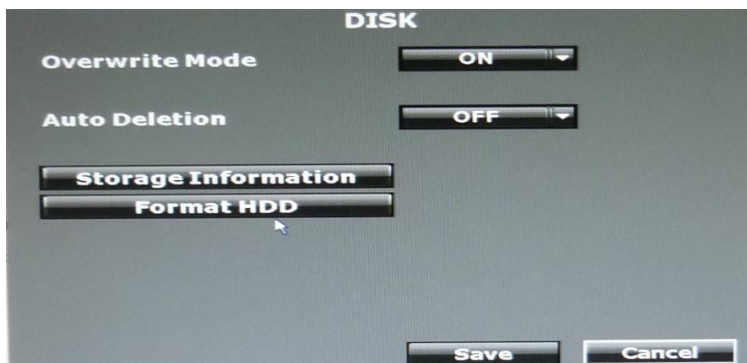 DISK
Overwrite Mode ON
Auto Deletion OFF
Storage Information
Format HDD
Save Cancel